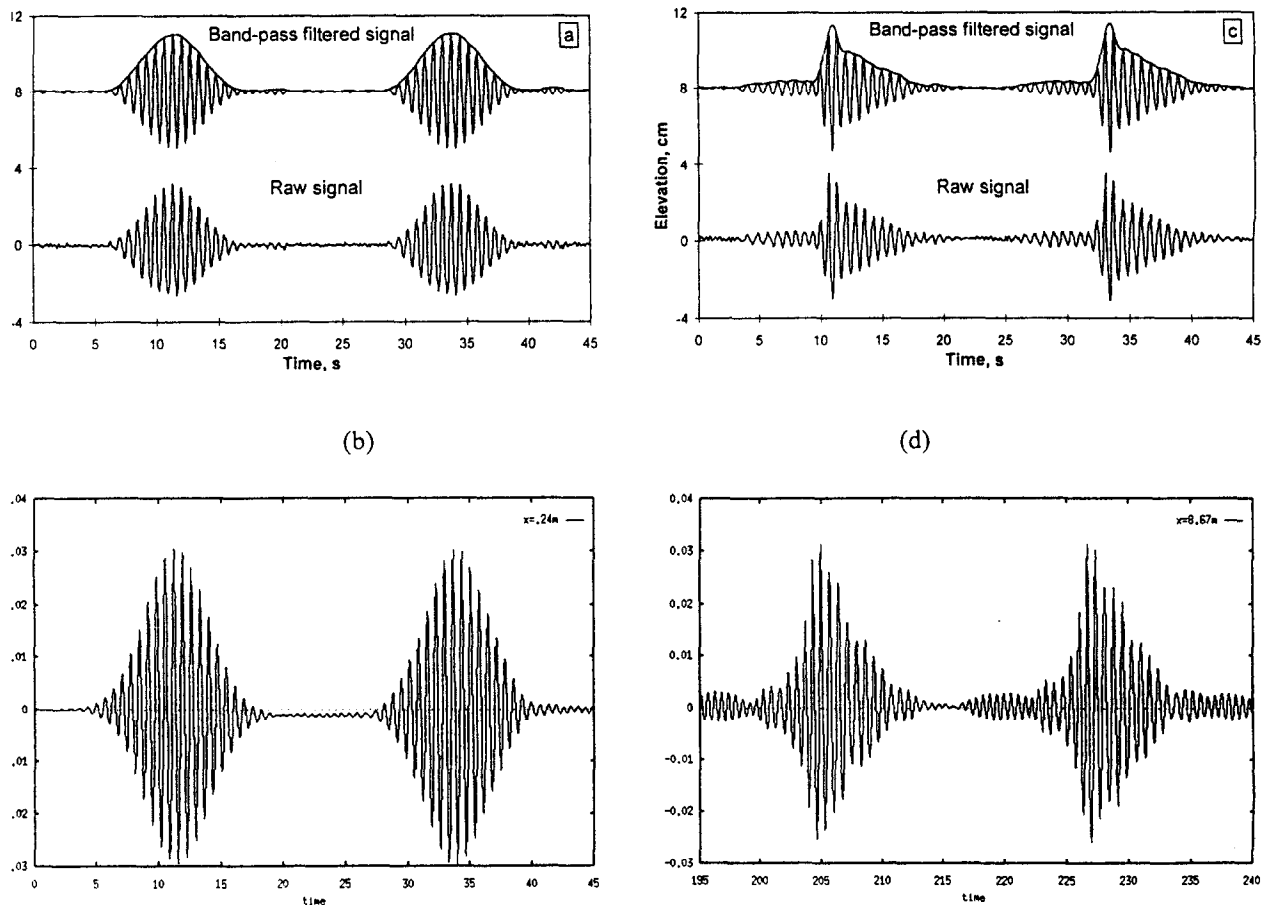 12
8
4
0
-4
Band-pass filtered signal
a
Raw signal
0 5 10 15 20 25 30 35 40 45
Time, s
12
8
4
0
-4
Elevation, cm
Band-pass filtered signal
c
Raw signal
0 5 10 15 20 25 30 35 40 45
Time, s
(b)
(d)
.04
.03
.02
.01
0
.01
.02
.03
x=.24m
0 5 10 15 20 25 30 35 40 45
time
0.04
0.03
0.02
0.01
0
-0.01
-0.02
-0.03
x=8.67m
195 200 205 210 215 220 225 230 235 240
time